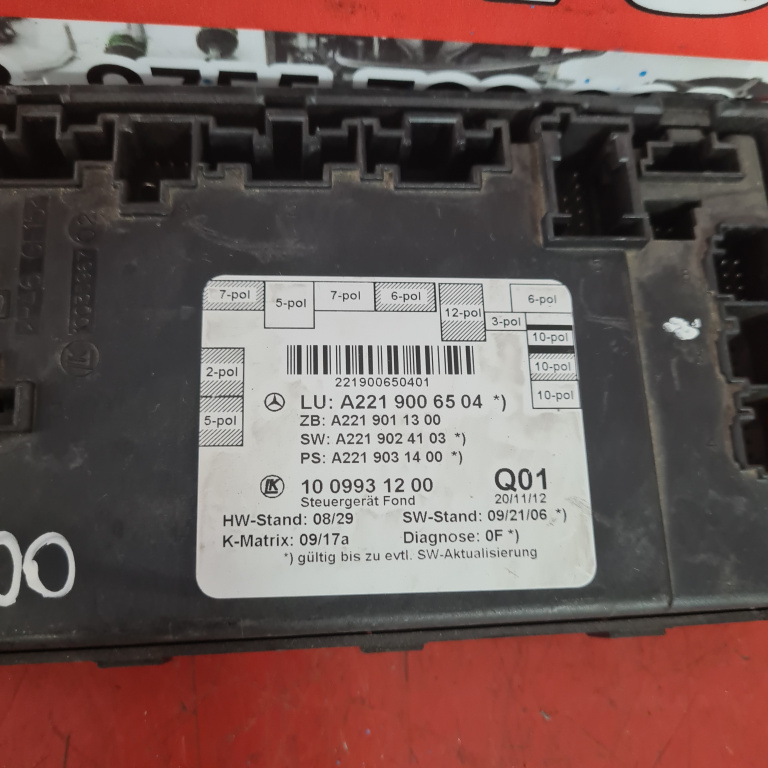 7-pol
5-pol
7-pol
6-pol
12-pol
3-pol
6-pol
10-pol
10-pol
10-pol
2-pol
5-pol
221900650401
LU: A221 900 65 04 *)
ZB: A221 901 13 00
SW: A221 902 41 03 *)
PS: A221 903 14 00 *)
LK 10 0993 12 00
Q01
Steuergerät Fond
20/11/12
HW-Stand: 08/29
SW-Stand: 09/21/06 *)
K-Matrix: 09/17a
Diagnose: 0F *)
*) gültig bis zu evtl. SW-Aktualisierung
00